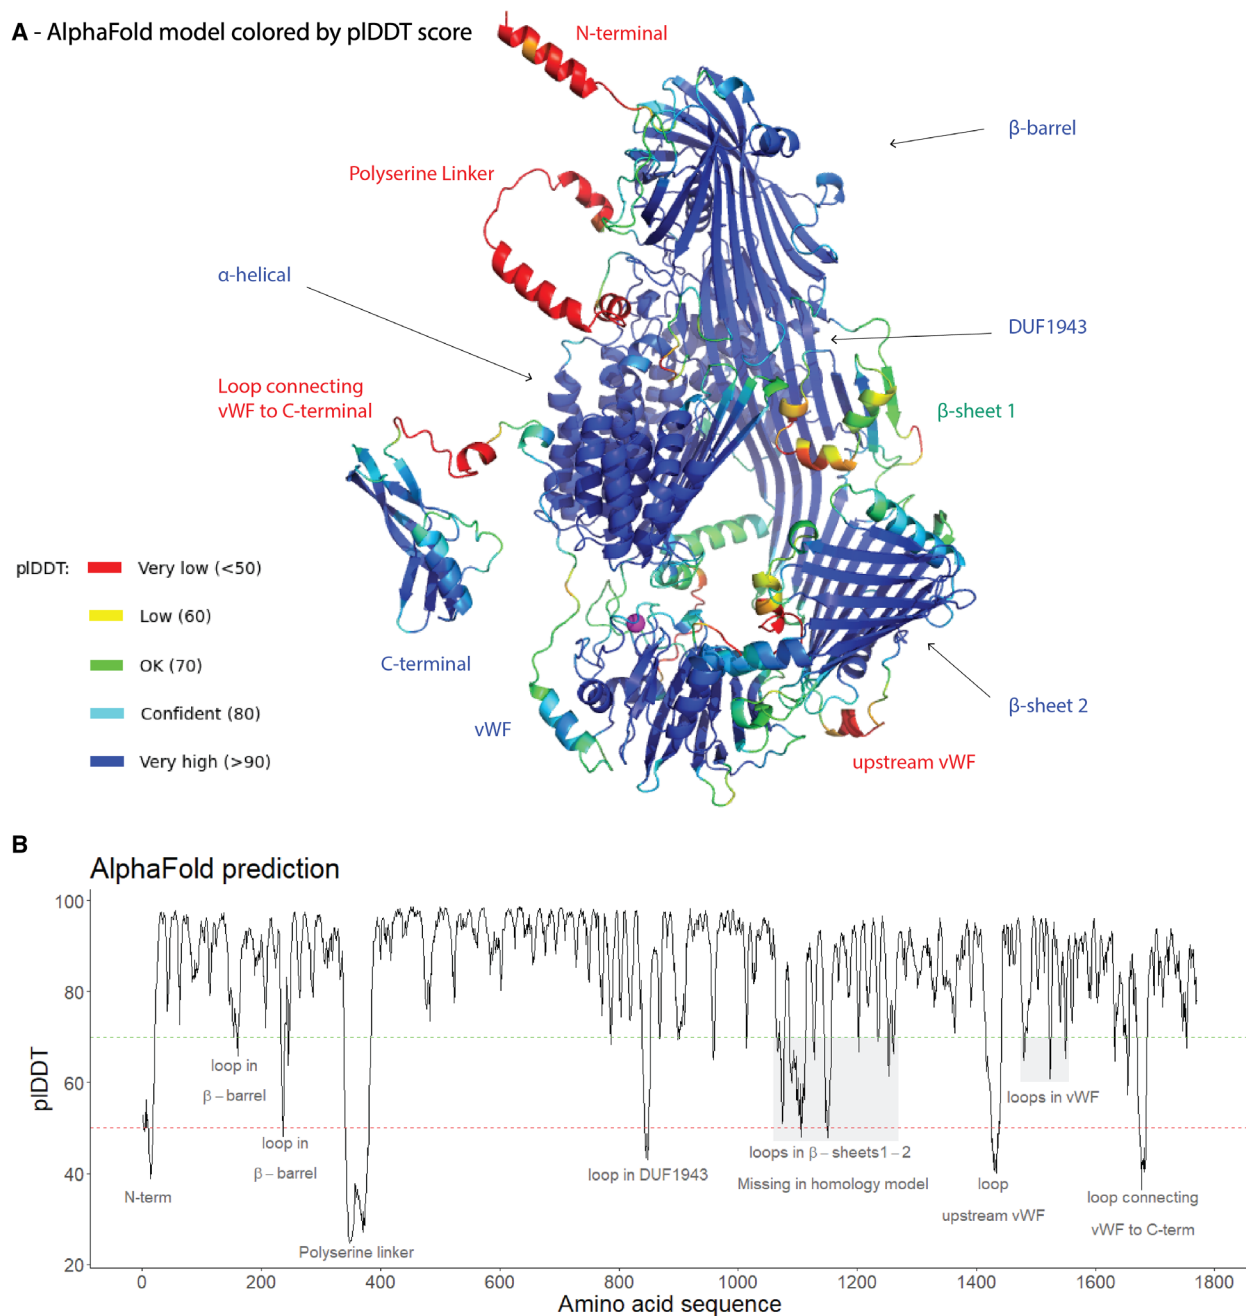 A - AlphaFold model colored by plDDT score
N-terminal
β-barrel
Polyserine Linker
α-helical
DUF1943
Loop connecting
vWF to C-terminal
β-sheet 1
plDDT:
Very low (<50)
Low (60)
OK (70)
Confident (80)
Very high (>90)
C-terminal
vWF
β-sheet 2
upstream vWF
B
AlphaFold prediction
plDDT
100
80
60
40
20
loop in
β – barrel
loop in
β – barrel
N-term
Polyserine linker
loop in DUF1943
loops in β – sheets1 – 2
Missing in homology model
loops in vWF
loop
upstream vWF
loop connecting
vWF to C-term
0 200 400 600 800 1000 1200 1400 1600 1800
Amino acid sequence